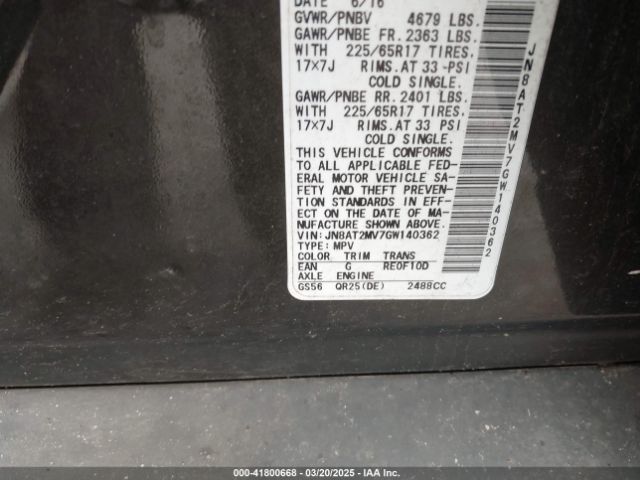 DATE 6/16
GVWR/PNBV 4679 LBS.
GAWR/PNBE FR. 2363 LBS.
WITH 225/65R17 TIRES.
17×7J RIMS. AT 33 PSI
COLD SINGLE.
GAWR/PNBE RR. 2401 LBS.
WITH 225/65R17 TIRES.
17×7J RIMS. AT 33 PSI
COLD SINGLE.
THIS VEHICLE CONFORMS
TO ALL APPLICABLE FED-
ERAL MOTOR VEHICLE SA-
FETY AND THEFT PREVEN-
TION STANDARDS IN EFF-
ECT ON THE DATE OF MA-
NUFACTURE SHOWN ABOVE.
VIN: JN8AT2MV7GW140362
TYPE: MPV
COLOR TRIM TRANS
EAN G RE0F10D
AXLE ENGINE
GS56 QR25(DE) 2488CC
JN8AT2MV7GW140362
000-41800668 | 03/20/2025 | IAA Inc.